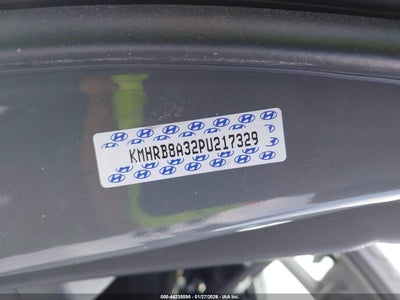 KMHRB8A32PU217329
000-44235590 - 01/27/2026 - IAA Inc.